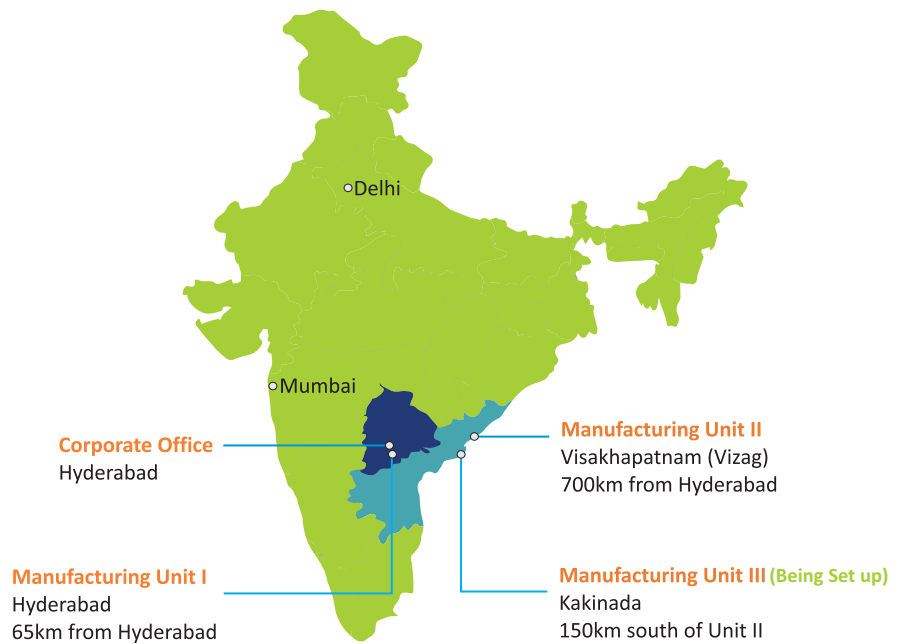 Delhi
Mumbai
Corporate Office
Hyderabad
Manufacturing Unit II
Visakhapatnam (Vizag)
700km from Hyderabad
Manufacturing Unit I
Hyderabad
65km from Hyderabad
Manufacturing Unit III (Being Set up)
Kakinada
150km south of Unit II